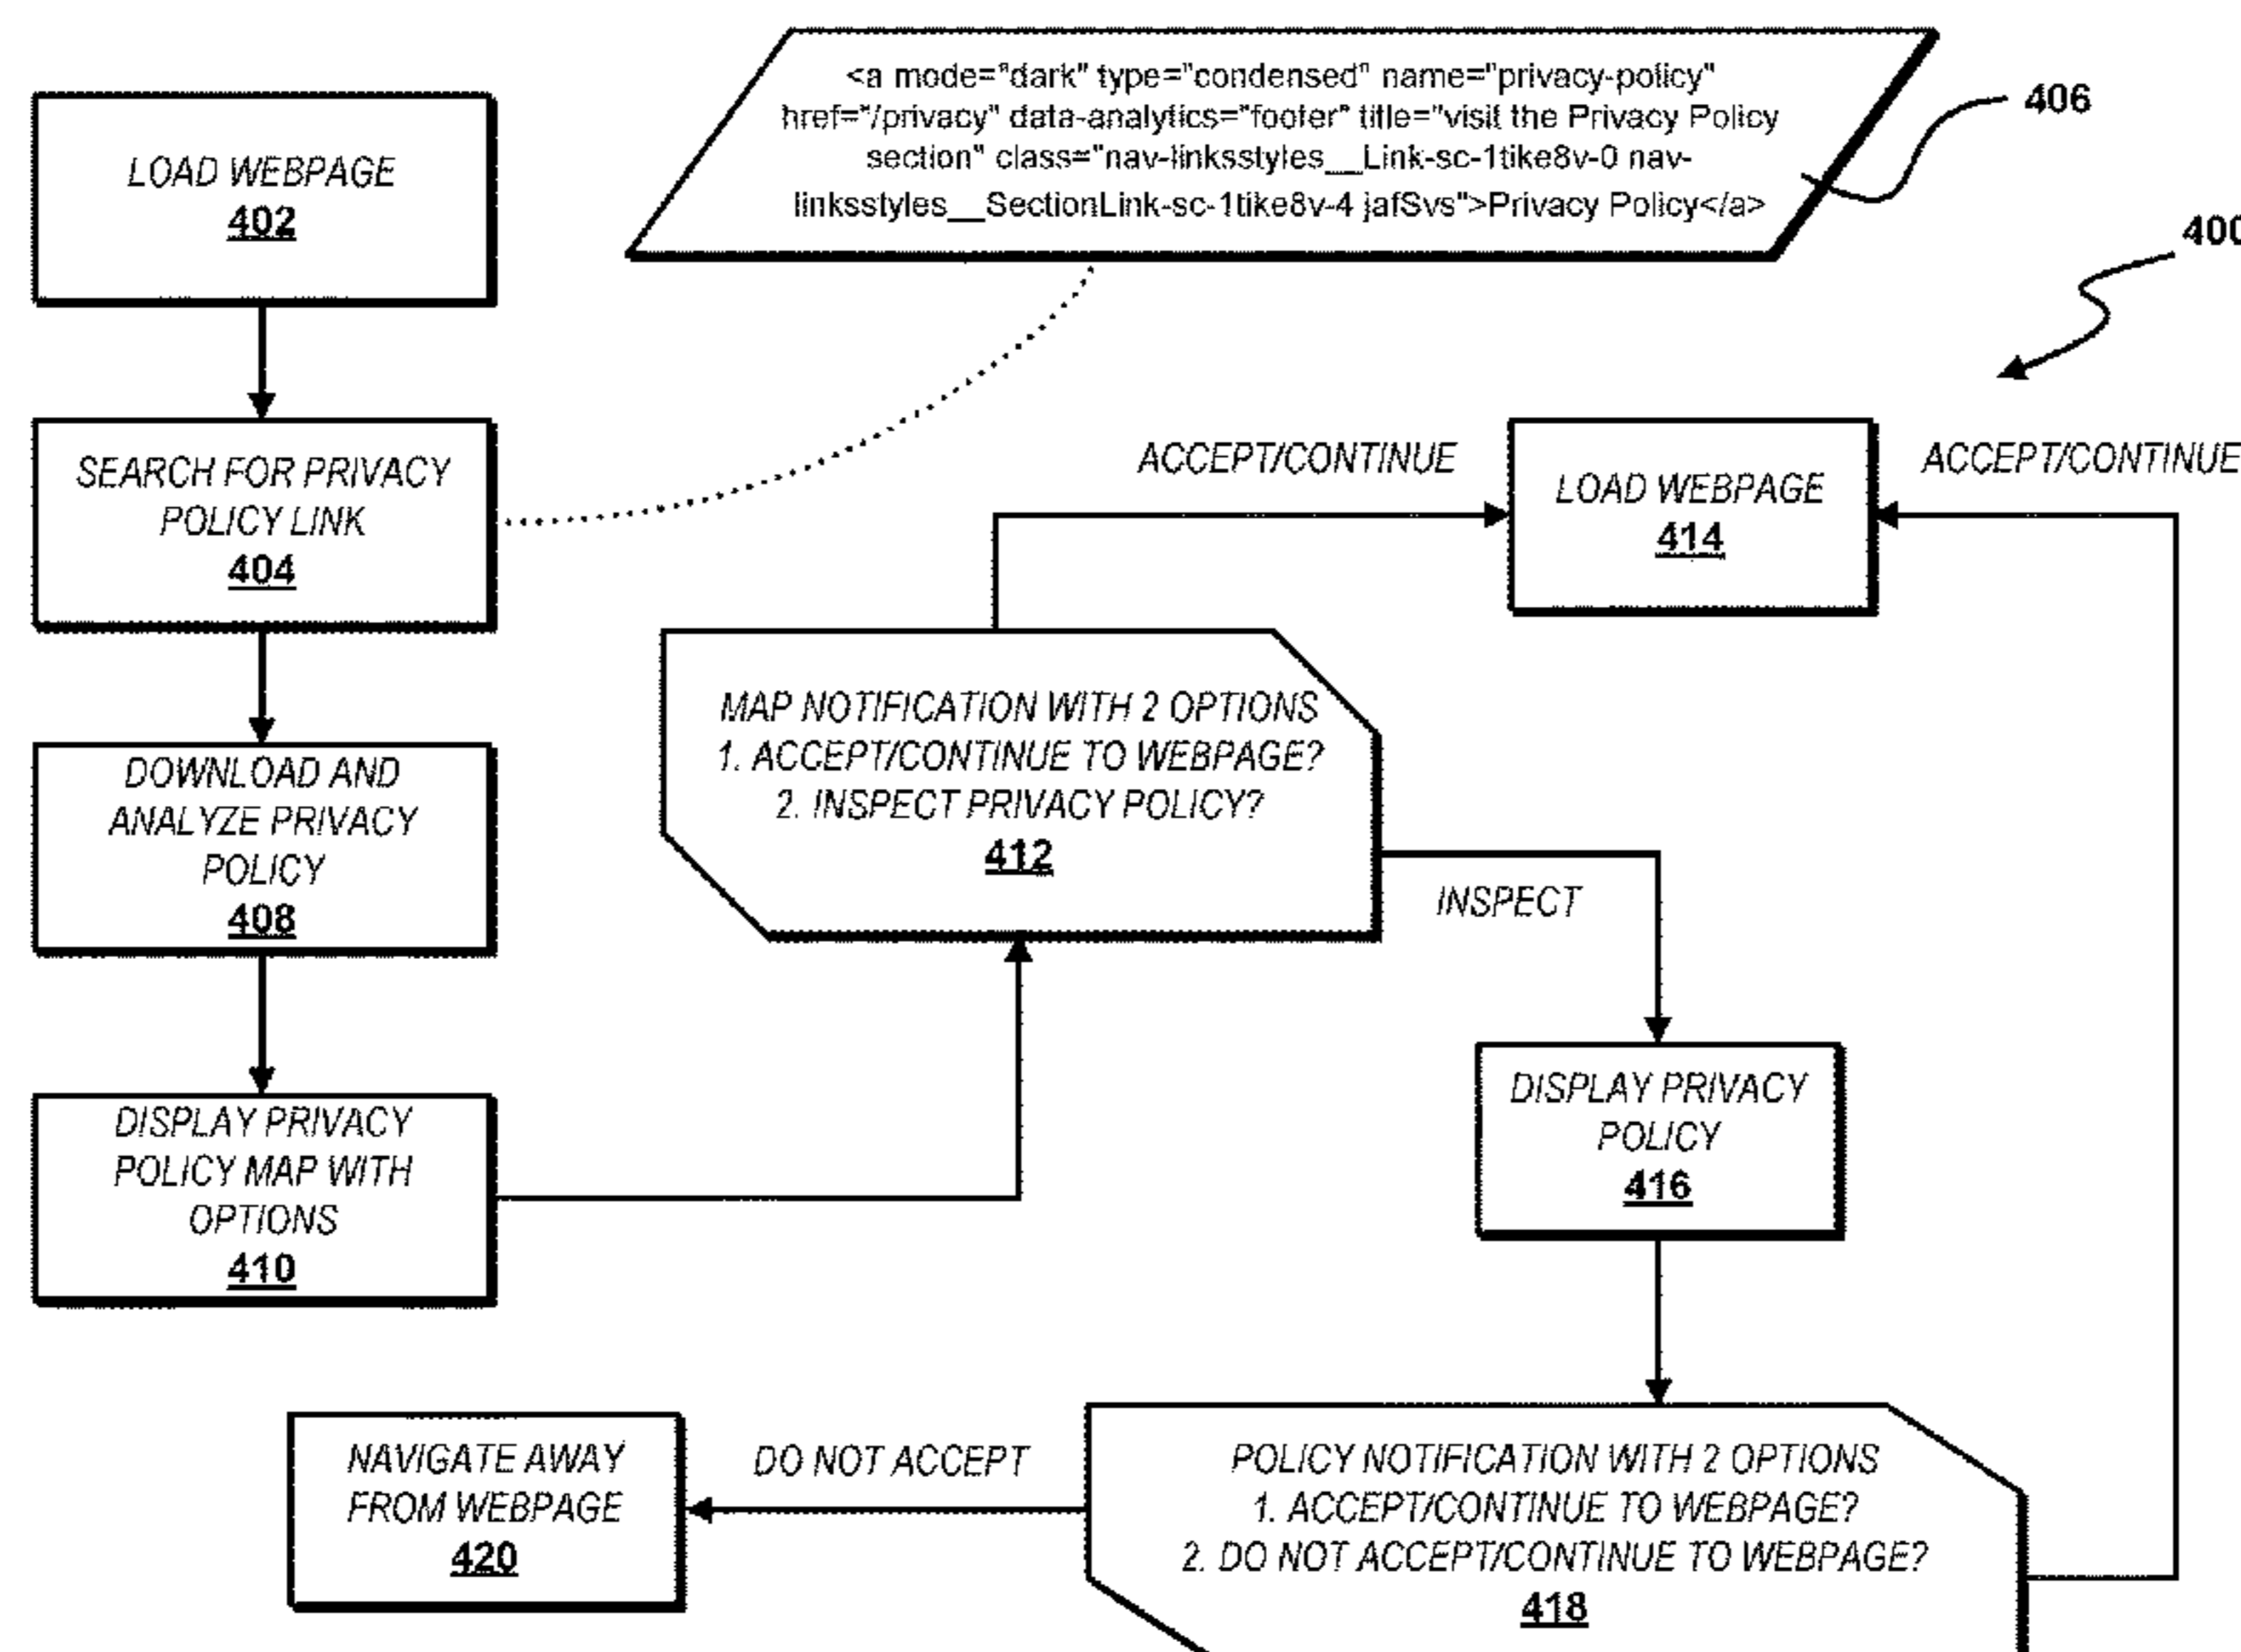 <a mode="dark" type="condensed" name="privacy-policy"
href="/privacy" data-analytics="footer" title="visit the Privacy Policy
section" class="nav-linksstyles__Link-sc-1tike8v-0 nav-
linksstyles__SectionLink-sc-1tike8v-4 jafSvs">Privacy Policy</a>
406
400
LOAD WEBPAGE
402
SEARCH FOR PRIVACY
POLICY LINK
404
DOWNLOAD AND
ANALYZE PRIVACY
POLICY
408
DISPLAY PRIVACY
POLICY MAP WITH
OPTIONS
410
MAP NOTIFICATION WITH 2 OPTIONS
1. ACCEPT/CONTINUE TO WEBPAGE?
2. INSPECT PRIVACY POLICY?
412
ACCEPT/CONTINUE
LOAD WEBPAGE
414
ACCEPT/CONTINUE
INSPECT
DISPLAY PRIVACY
POLICY
416
POLICY NOTIFICATION WITH 2 OPTIONS
1. ACCEPT/CONTINUE TO WEBPAGE?
2. DO NOT ACCEPT/CONTINUE TO WEBPAGE?
418
DO NOT ACCEPT
NAVIGATE AWAY
FROM WEBPAGE
420